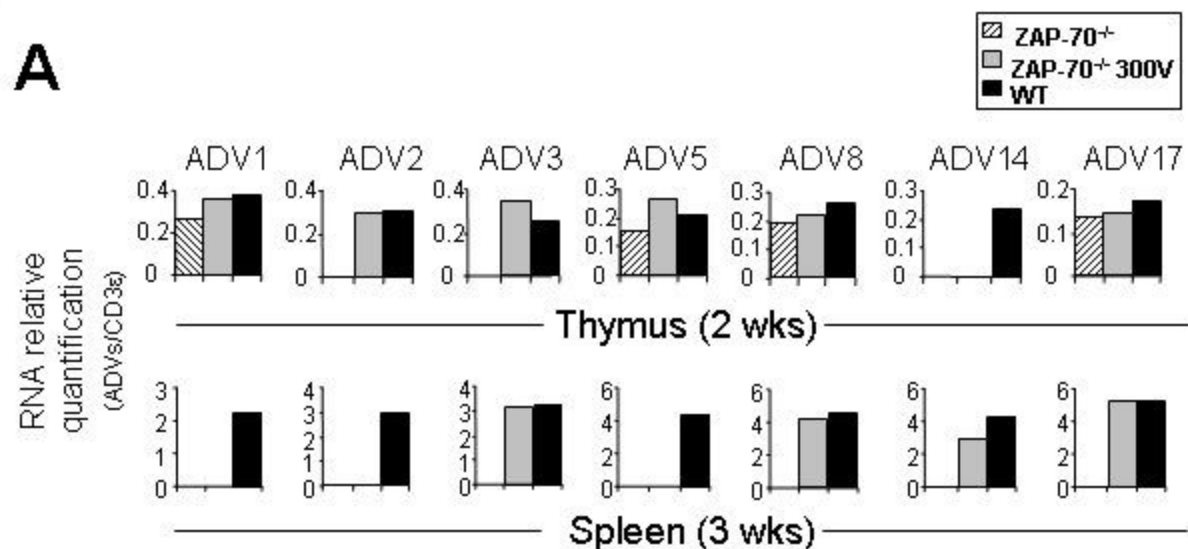 A
ZAP-70⁻/⁻
ZAP-70⁻/⁻ 300V
WT
ADV1 ADV2 ADV3 ADV5 ADV8 ADV14 ADV17
0.4 0.4 0.4 0.3 0.3 0.3 0.2
0.2 0.2 0.2 0.2 0.2 0.2 0.1
0.1 0.1 0.1
0 0 0 0 0 0 0
RNA relative
quantification
(ADVs/CD3ε)
Thymus (2 wks)
3 4 4 6 6 6 6
2 3 3 4 4 4 4
1 2 2 2 2 2 2
1 1
0 0 0 0 0 0 0
Spleen (3 wks)